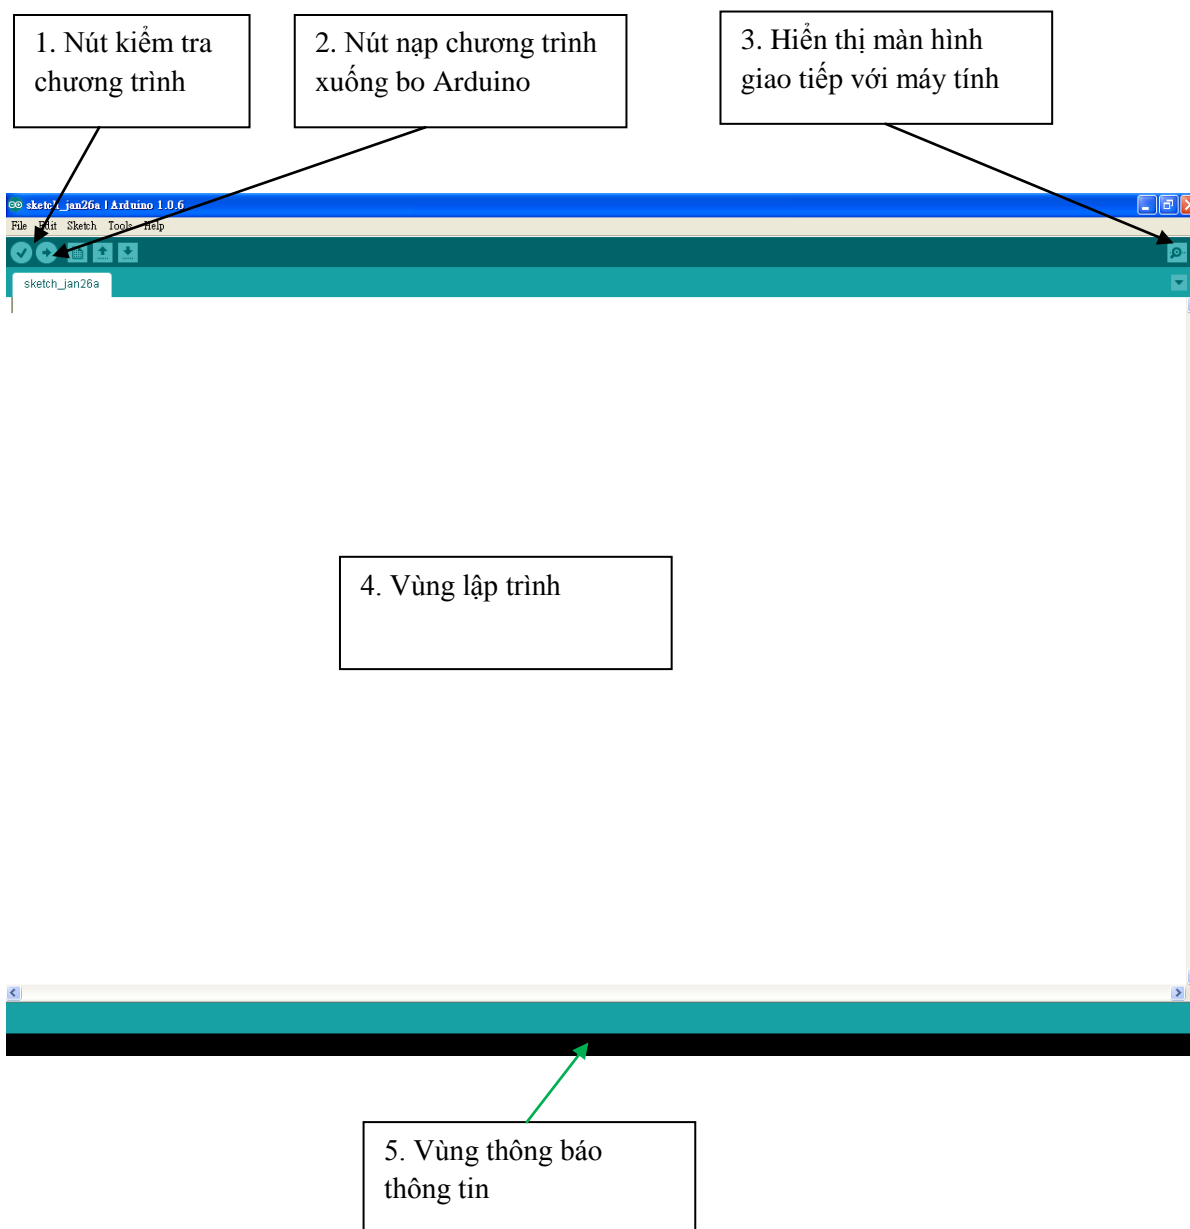 1. Nút kiểm tra
chương trình
2. Nút nạp chương trình
xuống bo Arduino
3. Hiển thị màn hình
giao tiếp với máy tính
sketch_jan26a | Arduino 1.0.6
File Edit Sketch Tools Help
sketch_jan26a
4. Vùng lập trình
5. Vùng thông báo
thông tin